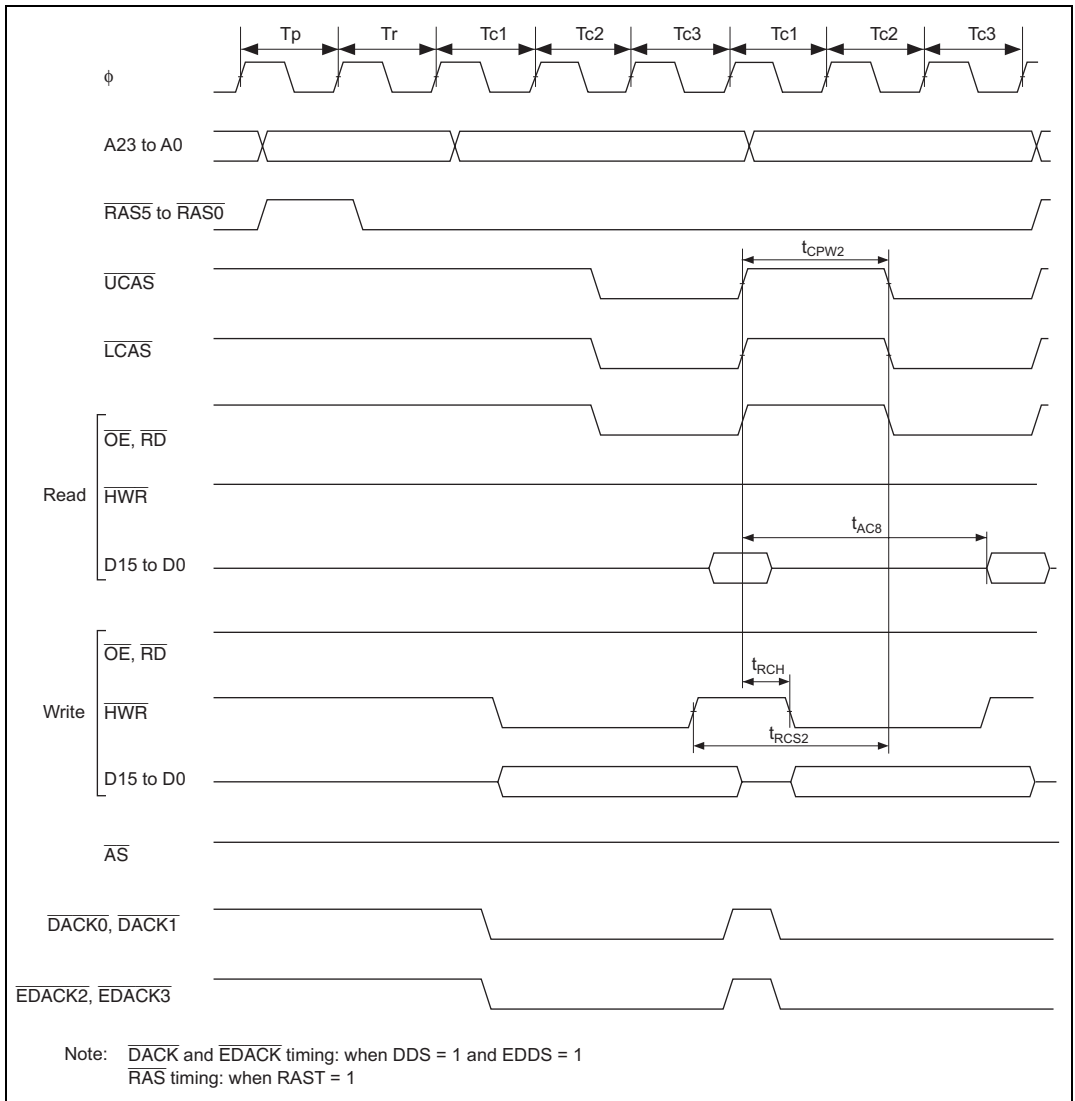 Tp Tr Tc1 Tc2 Tc3 Tc1 Tc2 Tc3
ϕ
A23 to A0
RAS5 to RAS0
tCPW2
UCAS
LCAS
OE, RD
Read HWR
tAC8
D15 to D0
OE, RD
tRCH
Write HWR
tRCS2
D15 to D0
AS
DACK0, DACK1
EDACK2, EDACK3
Note: DACK and EDACK timing: when DDS = 1 and EDDS = 1
RAS timing: when RAST = 1